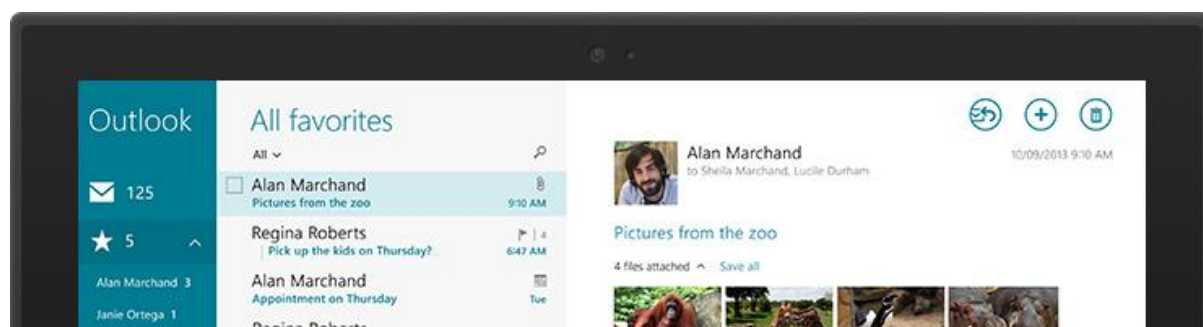 Outlook
125
5
Alan Marchand 3
Janie Ortega 1
All favorites
All
Alan Marchand
Pictures from the zoo
9:10 AM
Regina Roberts
4
Pick up the kids on Thursday?
6:47 AM
Alan Marchand
Appointment on Thursday
Tue
Regina Roberts
Alan Marchand
10/09/2013 9:10 AM
to Sheila Marchand, Lucile Durham
Pictures from the zoo
4 files attached
Save all